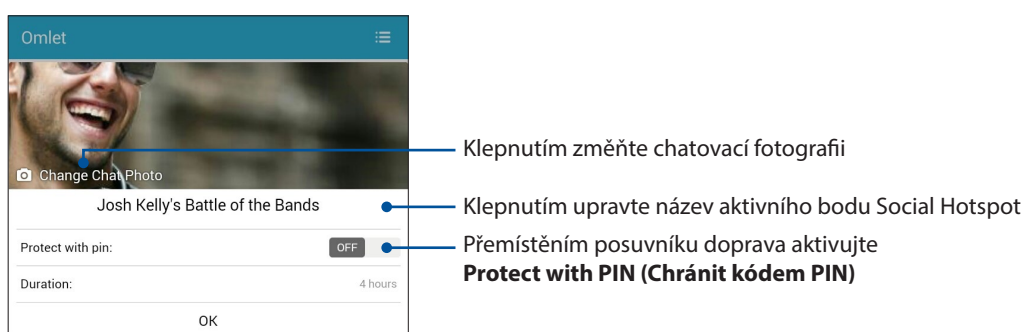 Omlet
Change Chat Photo
Klepnutím změňte chatovací fotografii
Josh Kelly's Battle of the Bands
Klepnutím upravte název aktivního bodu Social Hotspot
Protect with pin:
OFF
Přemístěním posuvníku doprava aktivujte
Protect with PIN (Chránit kódem PIN)
Duration:
4 hours
OK